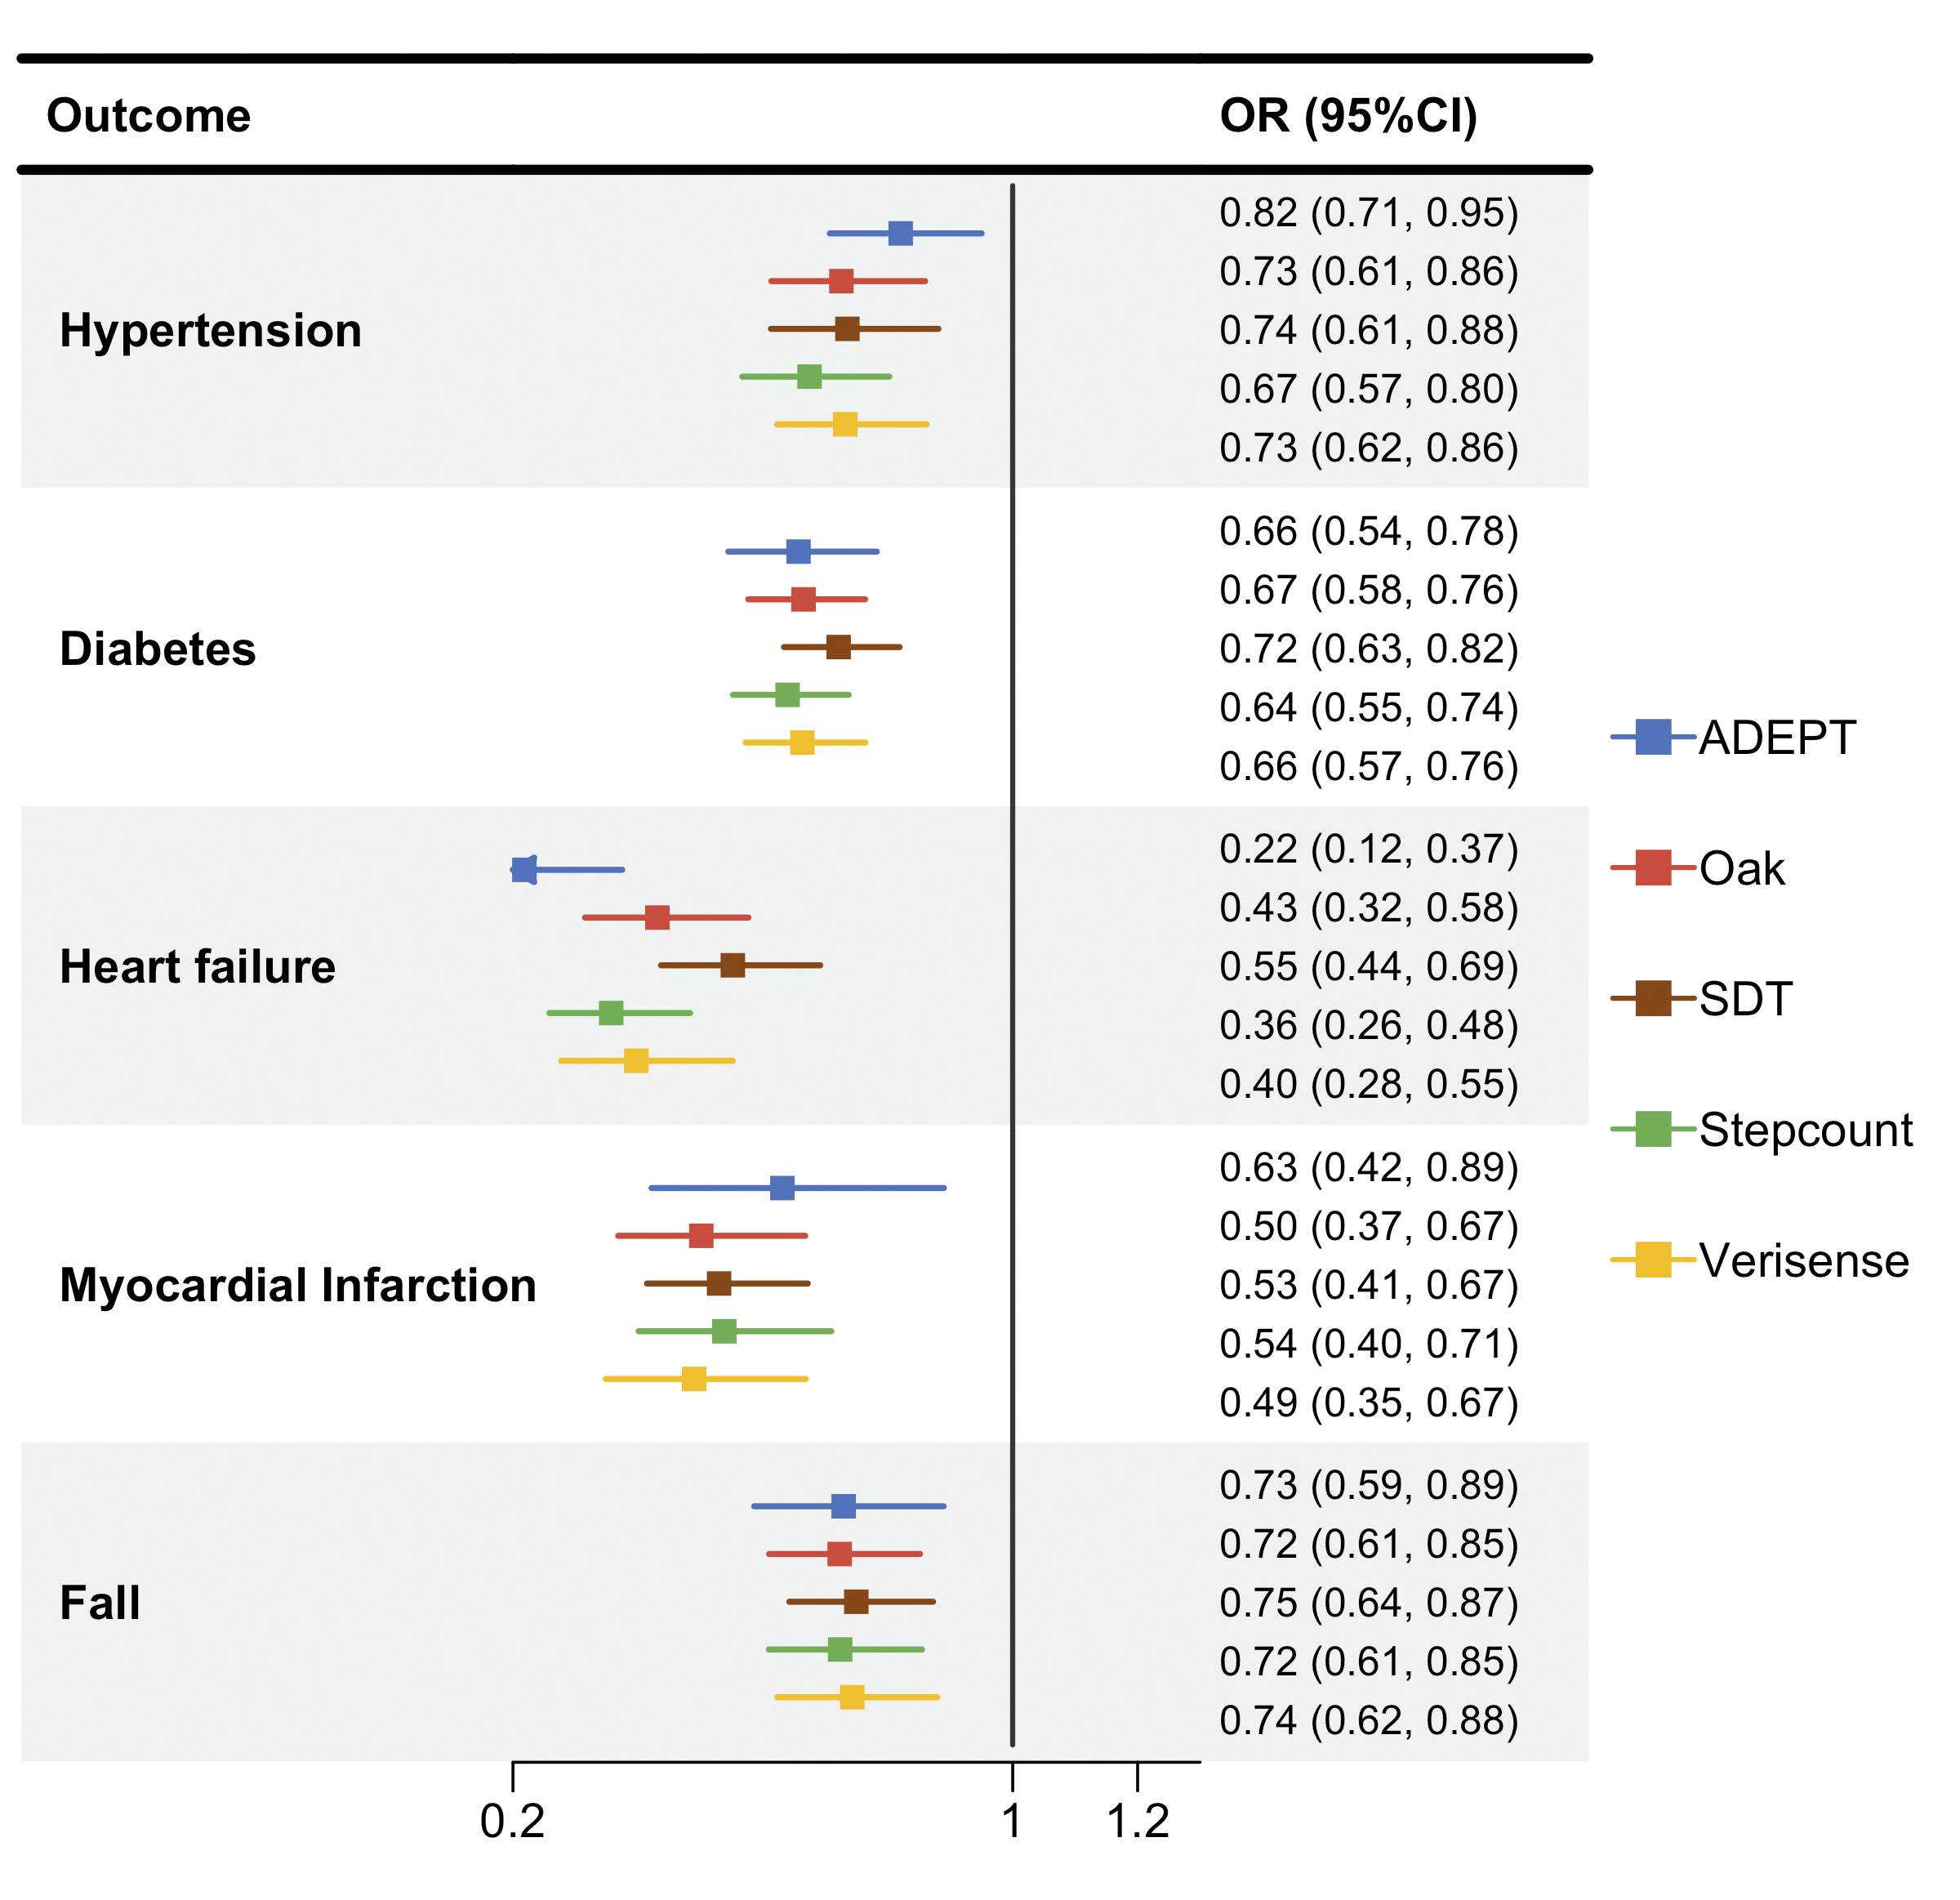 Outcome OR (95%CI)
Hypertension
0.82 (0.71, 0.95)
0.73 (0.61, 0.86)
0.74 (0.61, 0.88)
0.67 (0.57, 0.80)
0.73 (0.62, 0.86)
Diabetes
0.66 (0.54, 0.78)
0.67 (0.58, 0.76)
0.72 (0.63, 0.82)
0.64 (0.55, 0.74)
0.66 (0.57, 0.76)
Heart failure
0.22 (0.12, 0.37)
0.43 (0.32, 0.58)
0.55 (0.44, 0.69)
0.36 (0.26, 0.48)
0.40 (0.28, 0.55)
Myocardial Infarction
0.63 (0.42, 0.89)
0.50 (0.37, 0.67)
0.53 (0.41, 0.67)
0.54 (0.40, 0.71)
0.49 (0.35, 0.67)
Fall
0.73 (0.59, 0.89)
0.72 (0.61, 0.85)
0.75 (0.64, 0.87)
0.72 (0.61, 0.85)
0.74 (0.62, 0.88)
0.2 1 1.2
ADEPT
Oak
SDT
Stepcount
Verisense